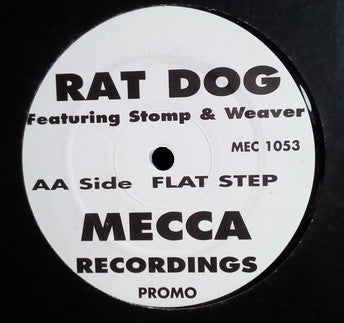 RAT DOG
Featuring Stomp & Weaver
MEC 1053
AA Side FLAT STEP
MECCA
RECORDINGS
PROMO